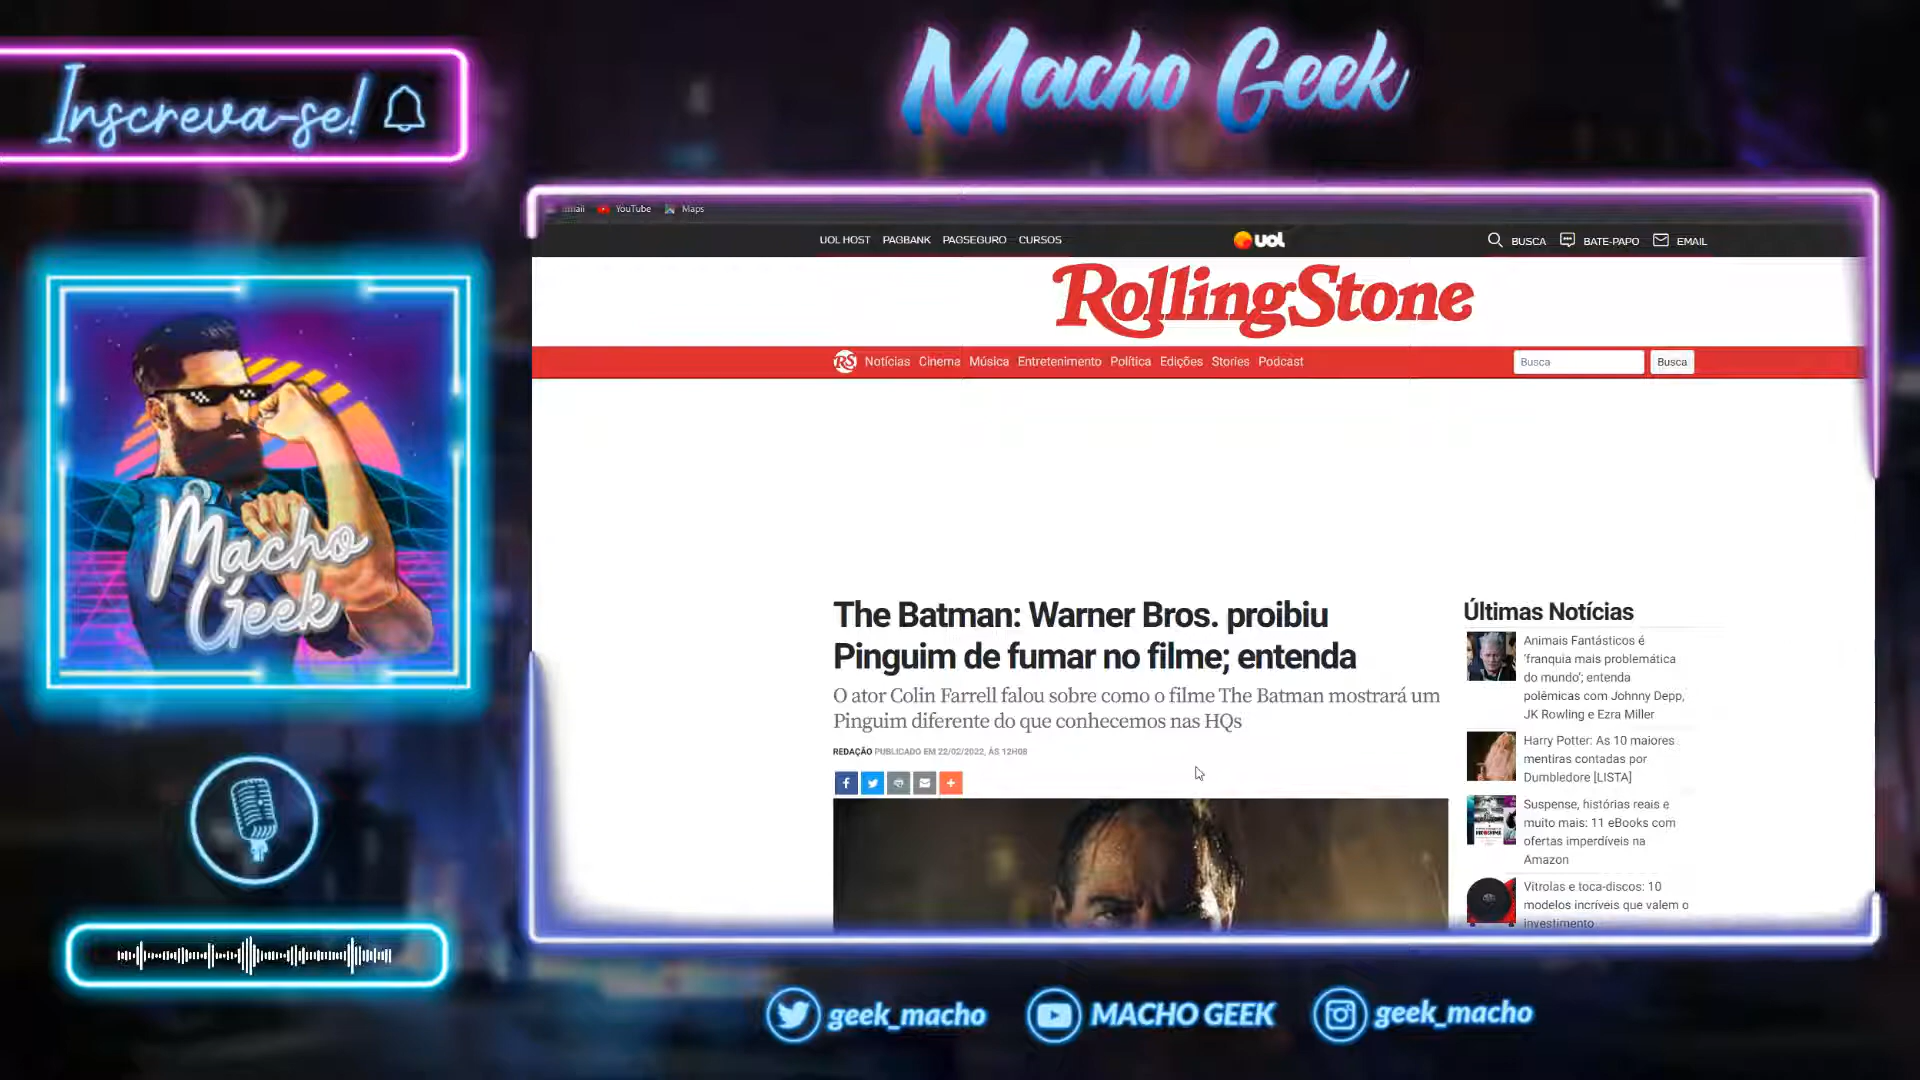 Inscreva-se!
Macho Geek
YouTube Maps
UOL HOST PAGBANK PAGSEGURO CURSOS
UOL
BUSCA BATE-PAPO EMAIL
RollingStone
RS Notícias Cinema Música Entretenimento Política Edições Stories Podcast
Busca Busca
Macho
Geek
The Batman: Warner Bros. proibiu
Pinguim de fumar no filme; entenda
O ator Colin Farrell falou sobre como o filme The Batman mostrará um
Pinguim diferente do que conhecemos nas HQs
REDAÇÃO PUBLICADO EM 22/02/2022, ÀS 12H08
Últimas Notícias
Animais Fantásticos é
'franquia mais problemática
do mundo'; entenda
polêmicas com Johnny Depp,
JK Rowling e Ezra Miller
Harry Potter: As 10 maiores
mentiras contadas por
Dumbledore [LISTA]
Suspense, histórias reais e
muito mais: 11 eBooks com
ofertas imperdíveis na
Amazon
Vitrolas e toca-discos: 10
modelos incríveis que valem o
investimento
geek_macho MACHO GEEK geek_macho